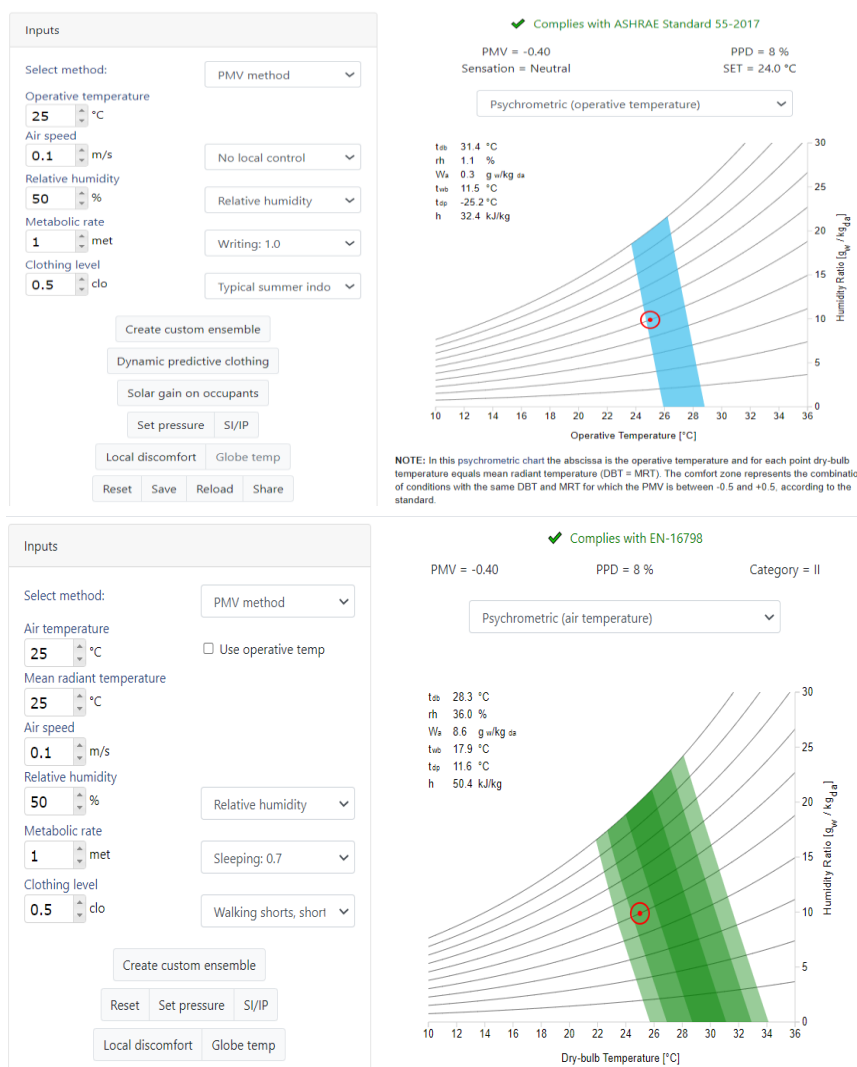 Inputs
Select method:
PMV method
Operative temperature
25 °C
Air speed
0.1 m/s
No local control
Relative humidity
50 %
Relative humidity
Metabolic rate
1 met
Writing: 1.0
Clothing level
0.5 clo
Typical summer indo
Create custom ensemble
Dynamic predictive clothing
Solar gain on occupants
Set pressure SI/IP
Local discomfort Globe temp
Reset Save Reload Share
Complies with ASHRAE Standard 55-2017
PMV = -0.40 PPD = 8 %
Sensation = Neutral SET = 24.0 °C
Psychrometric (operative temperature)
tdb 31.4 °C
rh 1.1 %
Wa 0.3 g w/kg da
twb 11.5 °C
tdp -25.2 °C
h 32.4 kJ/kg
30
25
20
15
10
5
0
Humidity Ratio [gw / kgda]
10 12 14 16 18 20 22 24 26 28 30 32 34 36
Operative Temperature [°C]
NOTE: In this psychrometric chart the abscissa is the operative temperature and for each point dry-bulb
temperature equals mean radiant temperature (DBT = MRT). The comfort zone represents the combinatio
of conditions with the same DBT and MRT for which the PMV is between -0.5 and +0.5, according to the
standard.
Inputs
Select method:
PMV method
Air temperature
25 °C
Use operative temp
Mean radiant temperature
25 °C
Air speed
0.1 m/s
Relative humidity
50 %
Relative humidity
Metabolic rate
1 met
Sleeping: 0.7
Clothing level
0.5 clo
Walking shorts, short
Create custom ensemble
Reset Set pressure SI/IP
Local discomfort Globe temp
Complies with EN-16798
PMV = -0.40 PPD = 8 % Category = II
Psychrometric (air temperature)
tdb 28.3 °C
rh 36.0 %
Wa 8.6 g w/kg da
twb 17.9 °C
tdp 11.6 °C
h 50.4 kJ/kg
30
25
20
15
10
5
0
Humidity Ratio [gw / kgda]
10 12 14 16 18 20 22 24 26 28 30 32 34 36
Dry-bulb Temperature [°C]